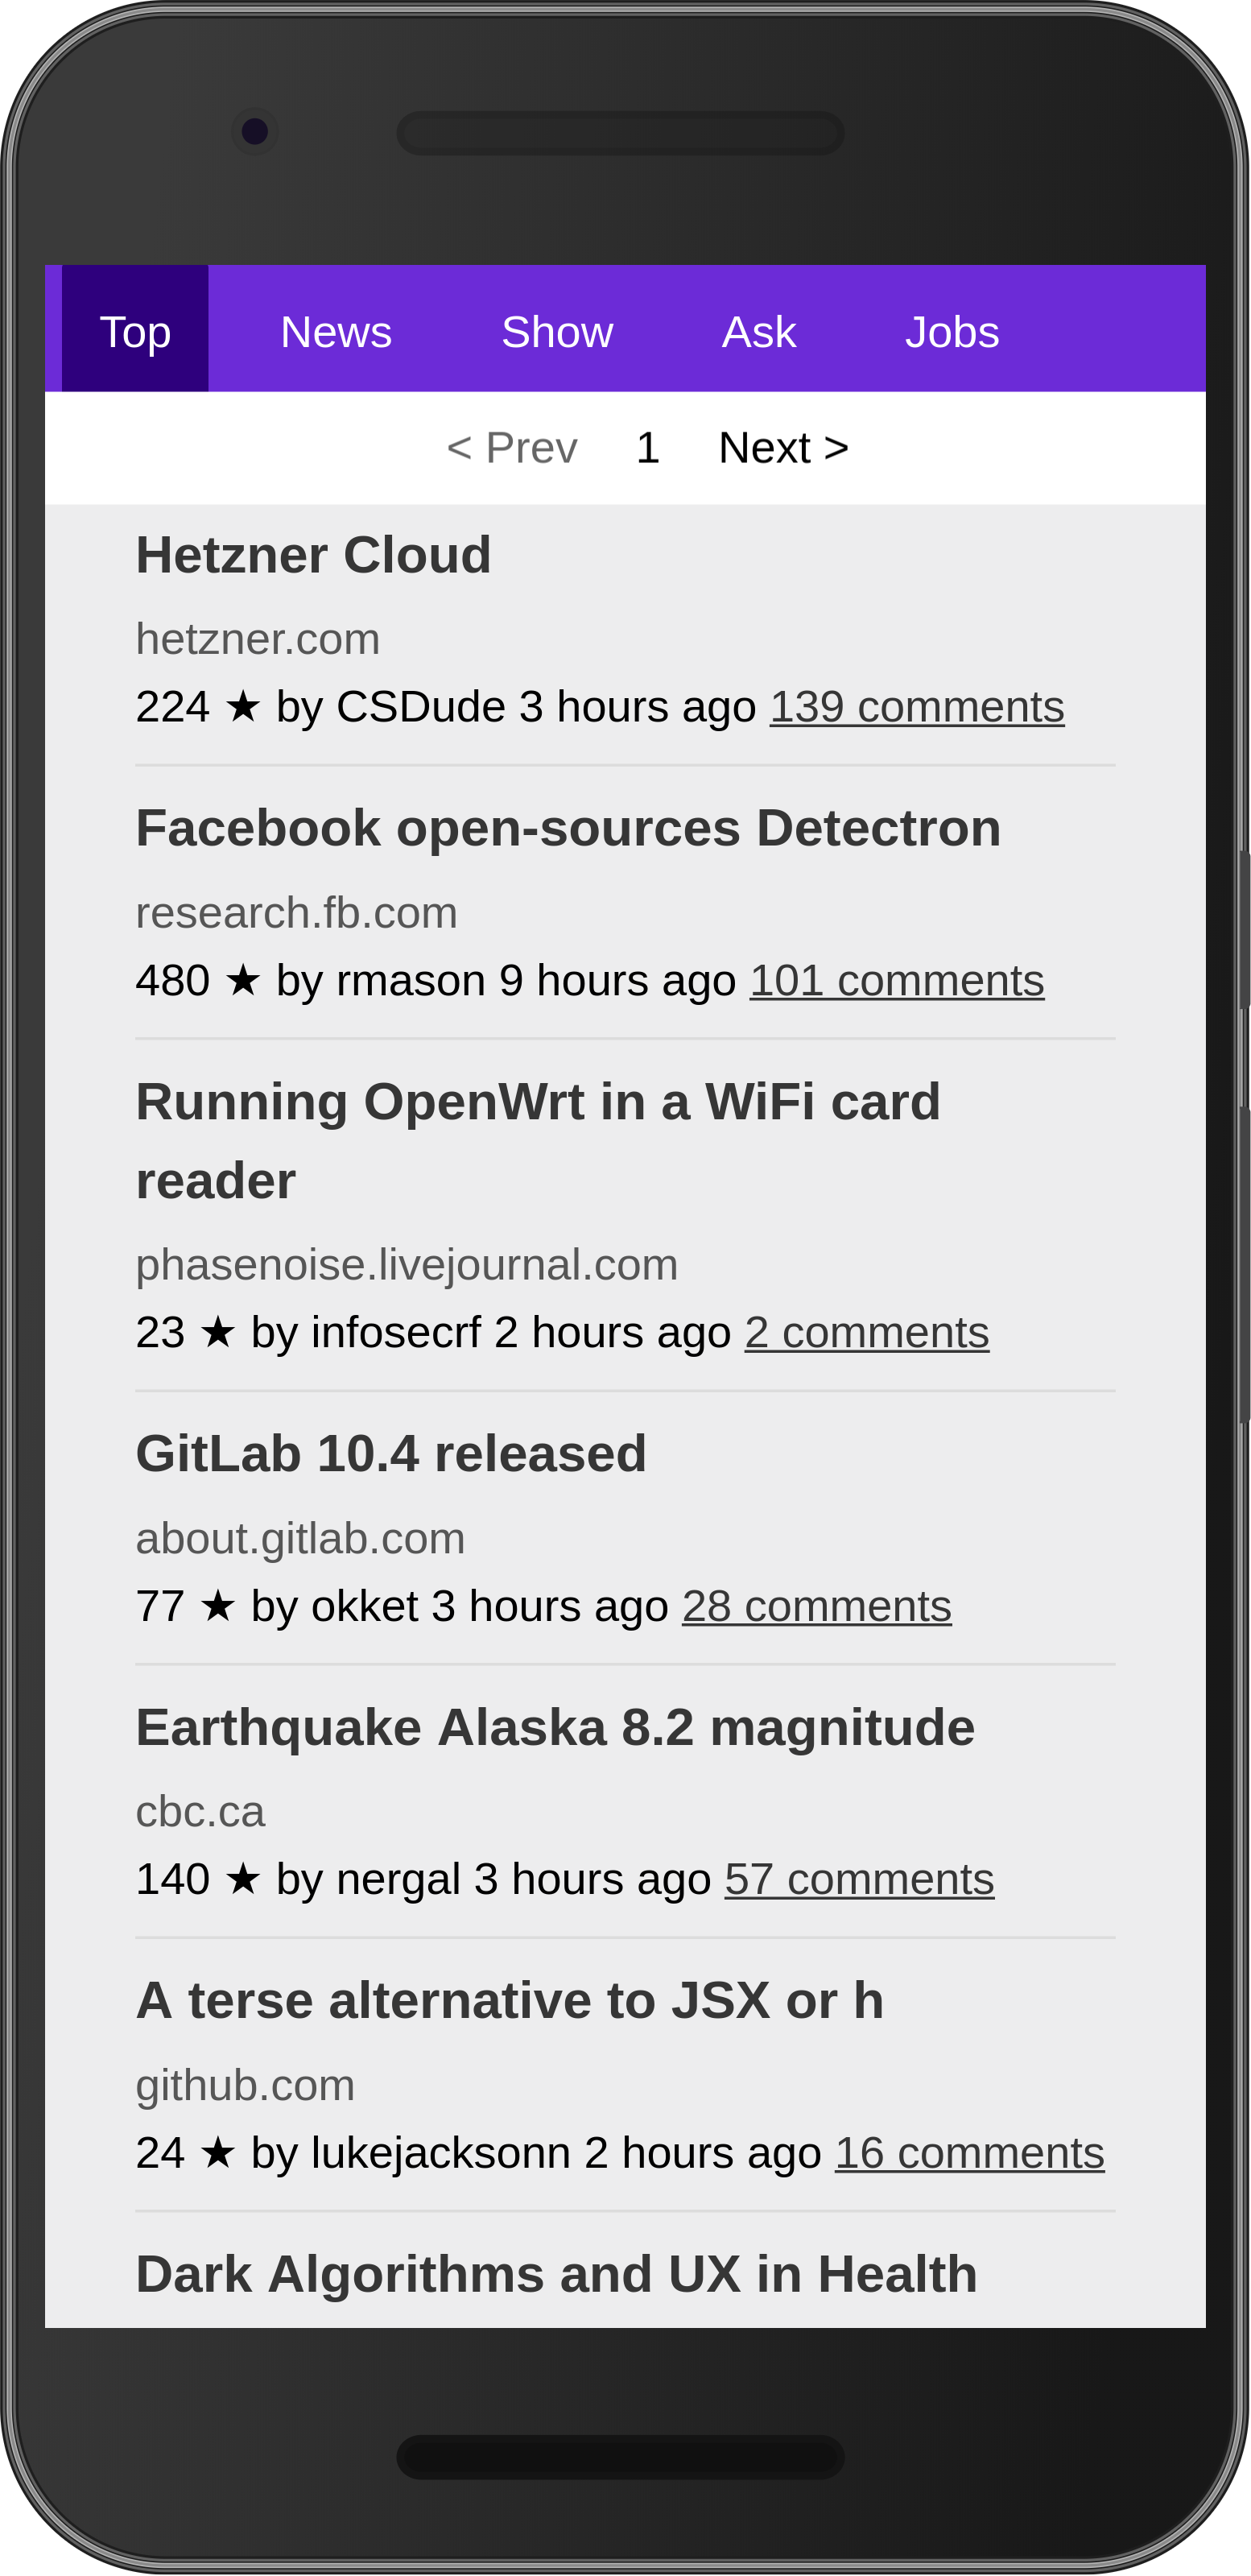 Top News Show Ask Jobs
< Prev 1 Next >
Hetzner Cloud
hetzner.com
224 ★ by CSDude 3 hours ago 139 comments
Facebook open-sources Detectron
research.fb.com
480 ★ by rmason 9 hours ago 101 comments
Running OpenWrt in a WiFi card
reader
phasenoise.livejournal.com
23 ★ by infosecrf 2 hours ago 2 comments
GitLab 10.4 released
about.gitlab.com
77 ★ by okket 3 hours ago 28 comments
Earthquake Alaska 8.2 magnitude
cbc.ca
140 ★ by nergal 3 hours ago 57 comments
A terse alternative to JSX or h
github.com
24 ★ by lukejacksonn 2 hours ago 16 comments
Dark Algorithms and UX in Health